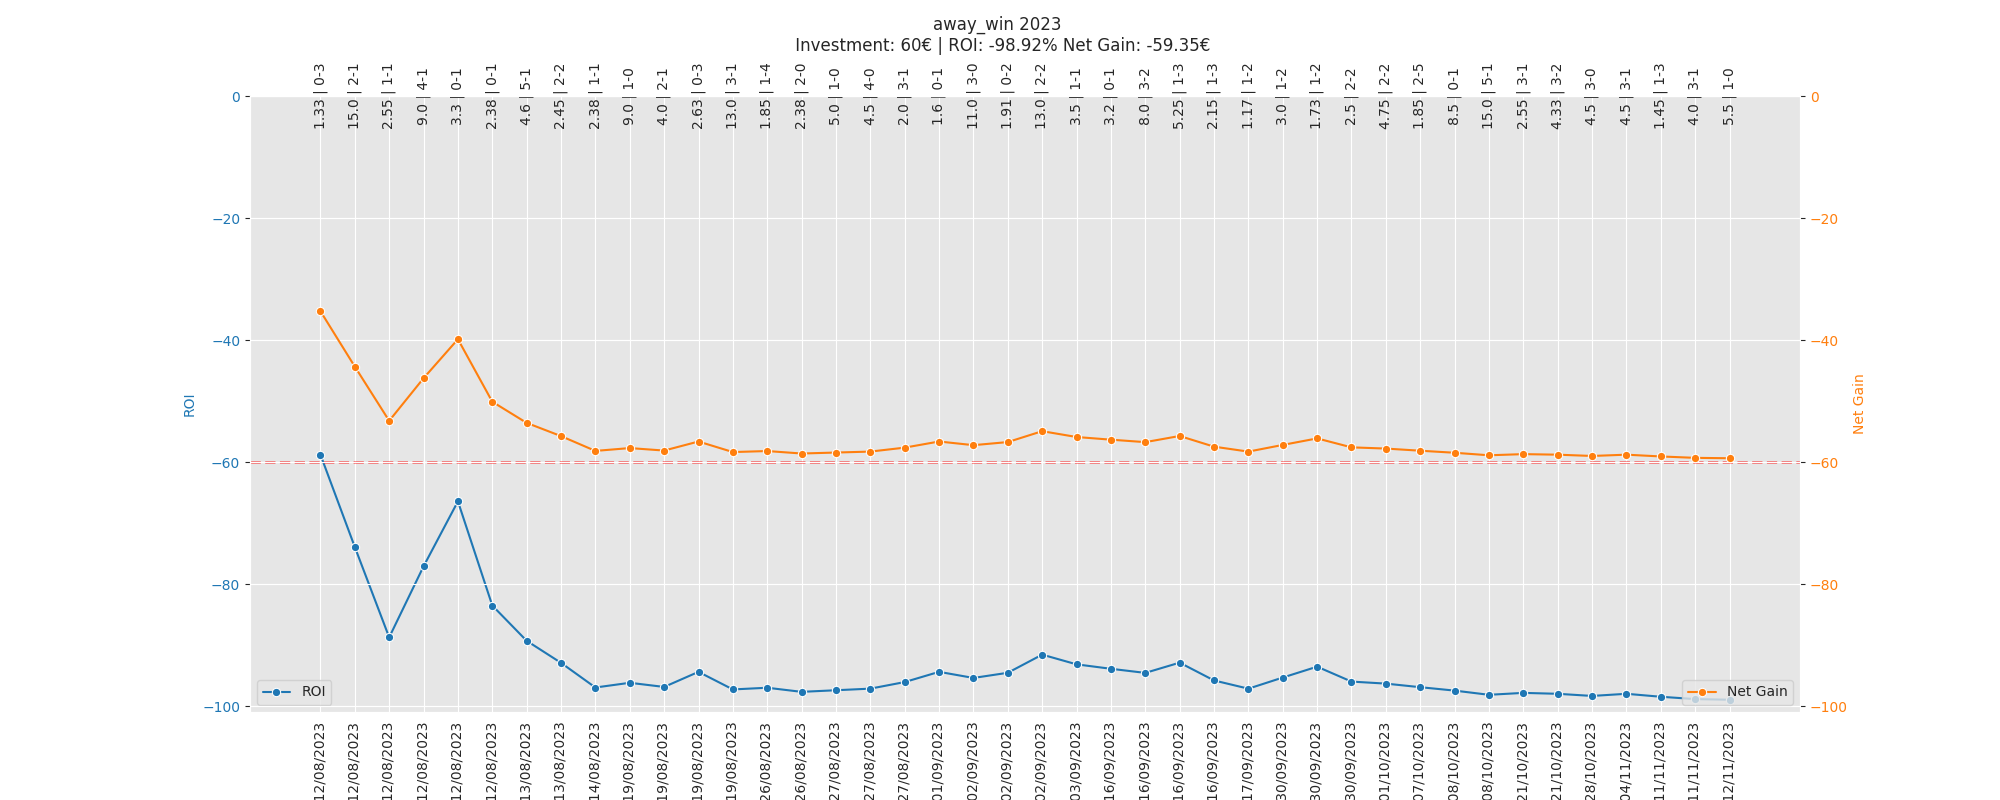 away_win 2023
Investment: 60€ | ROI: -98.92% Net Gain: -59.35€
1.33 | 0-3
15.0 | 2-1
2.55 | 1-1
9.0 | 4-1
3.3 | 0-1
2.38 | 0-1
4.6 | 5-1
2.45 | 2-2
2.38 | 1-1
9.0 | 1-0
4.0 | 2-1
2.63 | 0-3
13.0 | 3-1
1.85 | 1-4
2.38 | 2-0
5.0 | 1-0
4.5 | 4-0
2.0 | 3-1
1.6 | 0-1
11.0 | 3-0
1.91 | 0-2
13.0 | 2-2
3.5 | 1-1
3.2 | 0-1
8.0 | 3-2
5.25 | 1-3
2.15 | 1-3
1.17 | 1-2
3.0 | 1-2
1.73 | 1-2
2.5 | 2-2
4.75 | 2-2
1.85 | 2-5
8.5 | 0-1
15.0 | 5-1
2.55 | 3-1
4.33 | 3-2
4.5 | 3-0
4.5 | 3-1
1.45 | 1-3
4.0 | 3-1
5.5 | 1-0
0
−20
−40
−60
−80
−100
ROI
0
−20
−40
−60
−80
−100
Net Gain
ROI
Net Gain
12/08/2023
12/08/2023
12/08/2023
12/08/2023
12/08/2023
12/08/2023
13/08/2023
13/08/2023
14/08/2023
19/08/2023
19/08/2023
19/08/2023
19/08/2023
26/08/2023
26/08/2023
27/08/2023
27/08/2023
27/08/2023
01/09/2023
02/09/2023
02/09/2023
02/09/2023
03/09/2023
16/09/2023
16/09/2023
16/09/2023
16/09/2023
17/09/2023
30/09/2023
30/09/2023
30/09/2023
01/10/2023
07/10/2023
08/10/2023
08/10/2023
21/10/2023
21/10/2023
28/10/2023
04/11/2023
11/11/2023
11/11/2023
12/11/2023